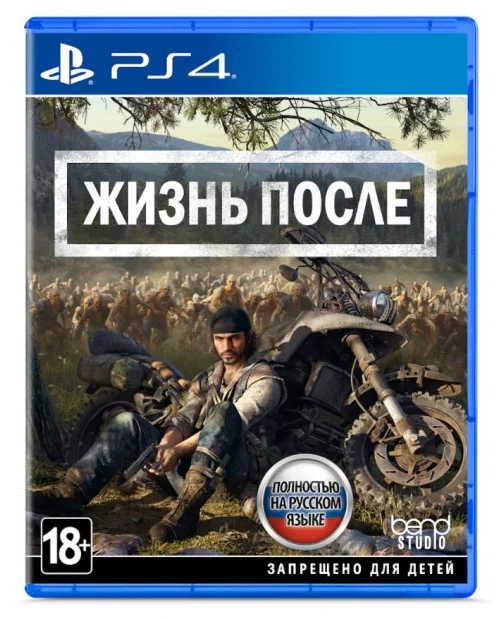 PS4
ЖИЗНЬ ПОСЛЕ
ПОЛНОСТЬЮ
НА РУССКОМ
ЯЗЫКЕ
18+
bend
STUDIO
ЗАПРЕЩЕНО ДЛЯ ДЕТЕЙ